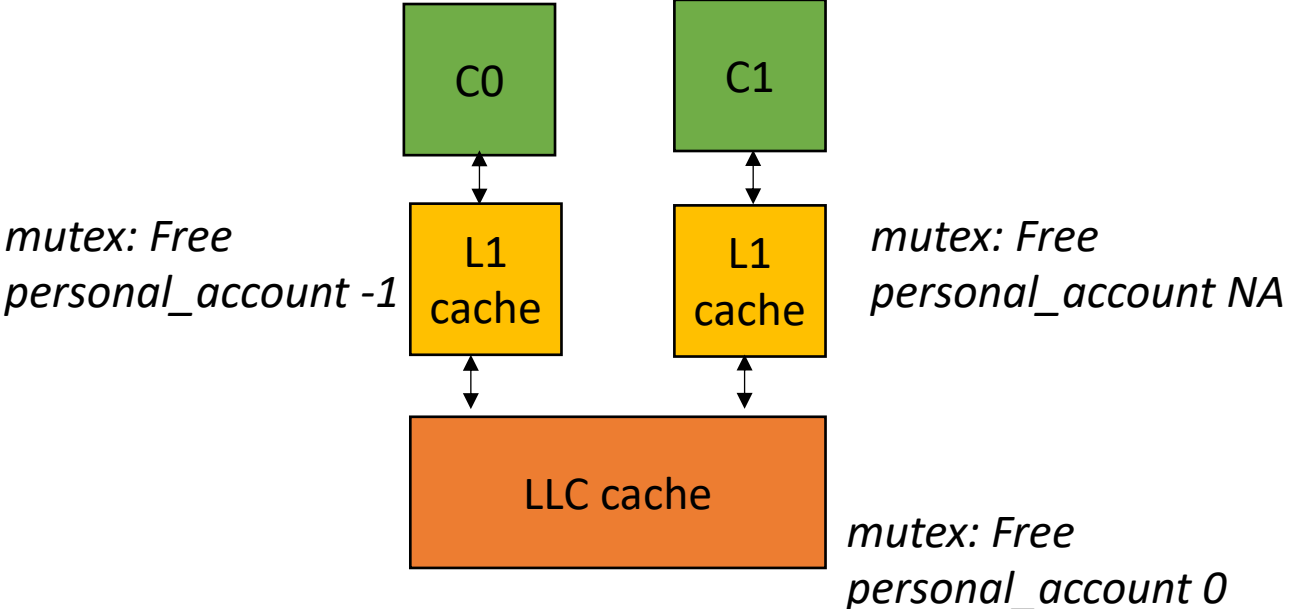 C0
C1
mutex: Free
personal_account -1
L1
cache
L1
cache
mutex: Free
personal_account NA
LLC cache
mutex: Free
personal_account 0